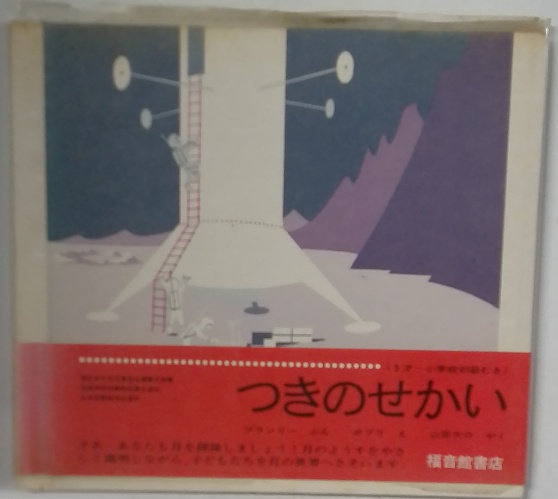 (5才—小学校初級むき)
つきのせかい
ブランリー ぶん ボブリ え 山田大介 やく
さあ、あなたも月を探険しましょう！月のようすをやさ
しく説明しながら、子どもたちを月の世界へさそいます。
福音館書店